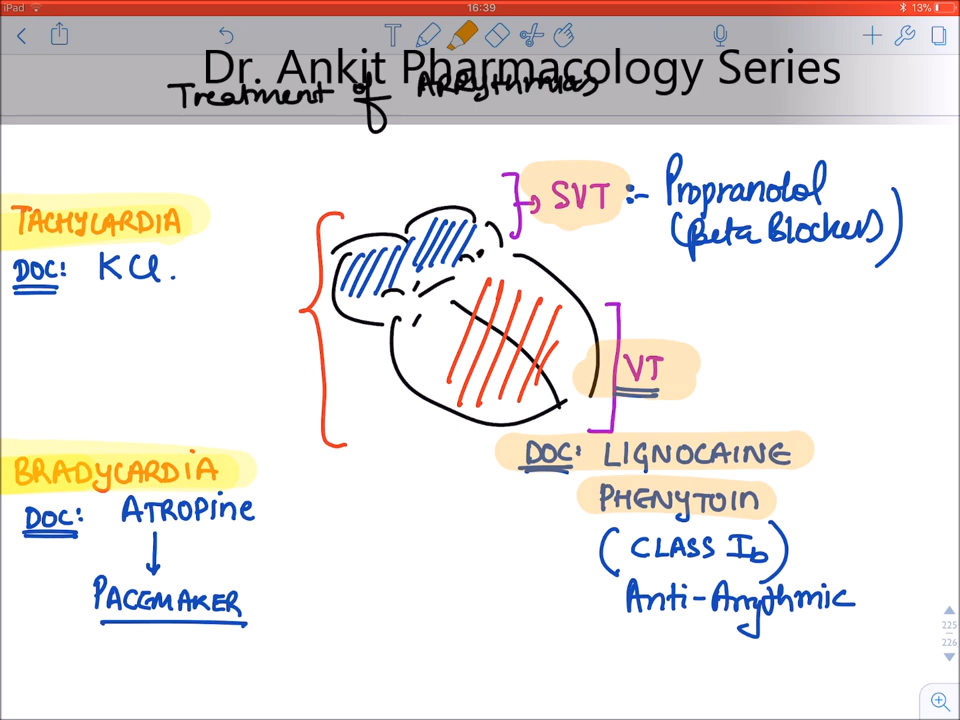 iPad
16:39
13%
Dr. Ankit Pharmacology Series
Treatment of ARRythmias
SVT :- Propranolol
(Beta Blockers)
TACHYCARDIA
DOC: KCl.
VT
DOC: LIGNOCAINE
PHENYTOIN
(CLASS Ib)
Anti-Arrythmic
BRADYCARDIA
DOC: ATROPINE
PACEMAKER
225
226